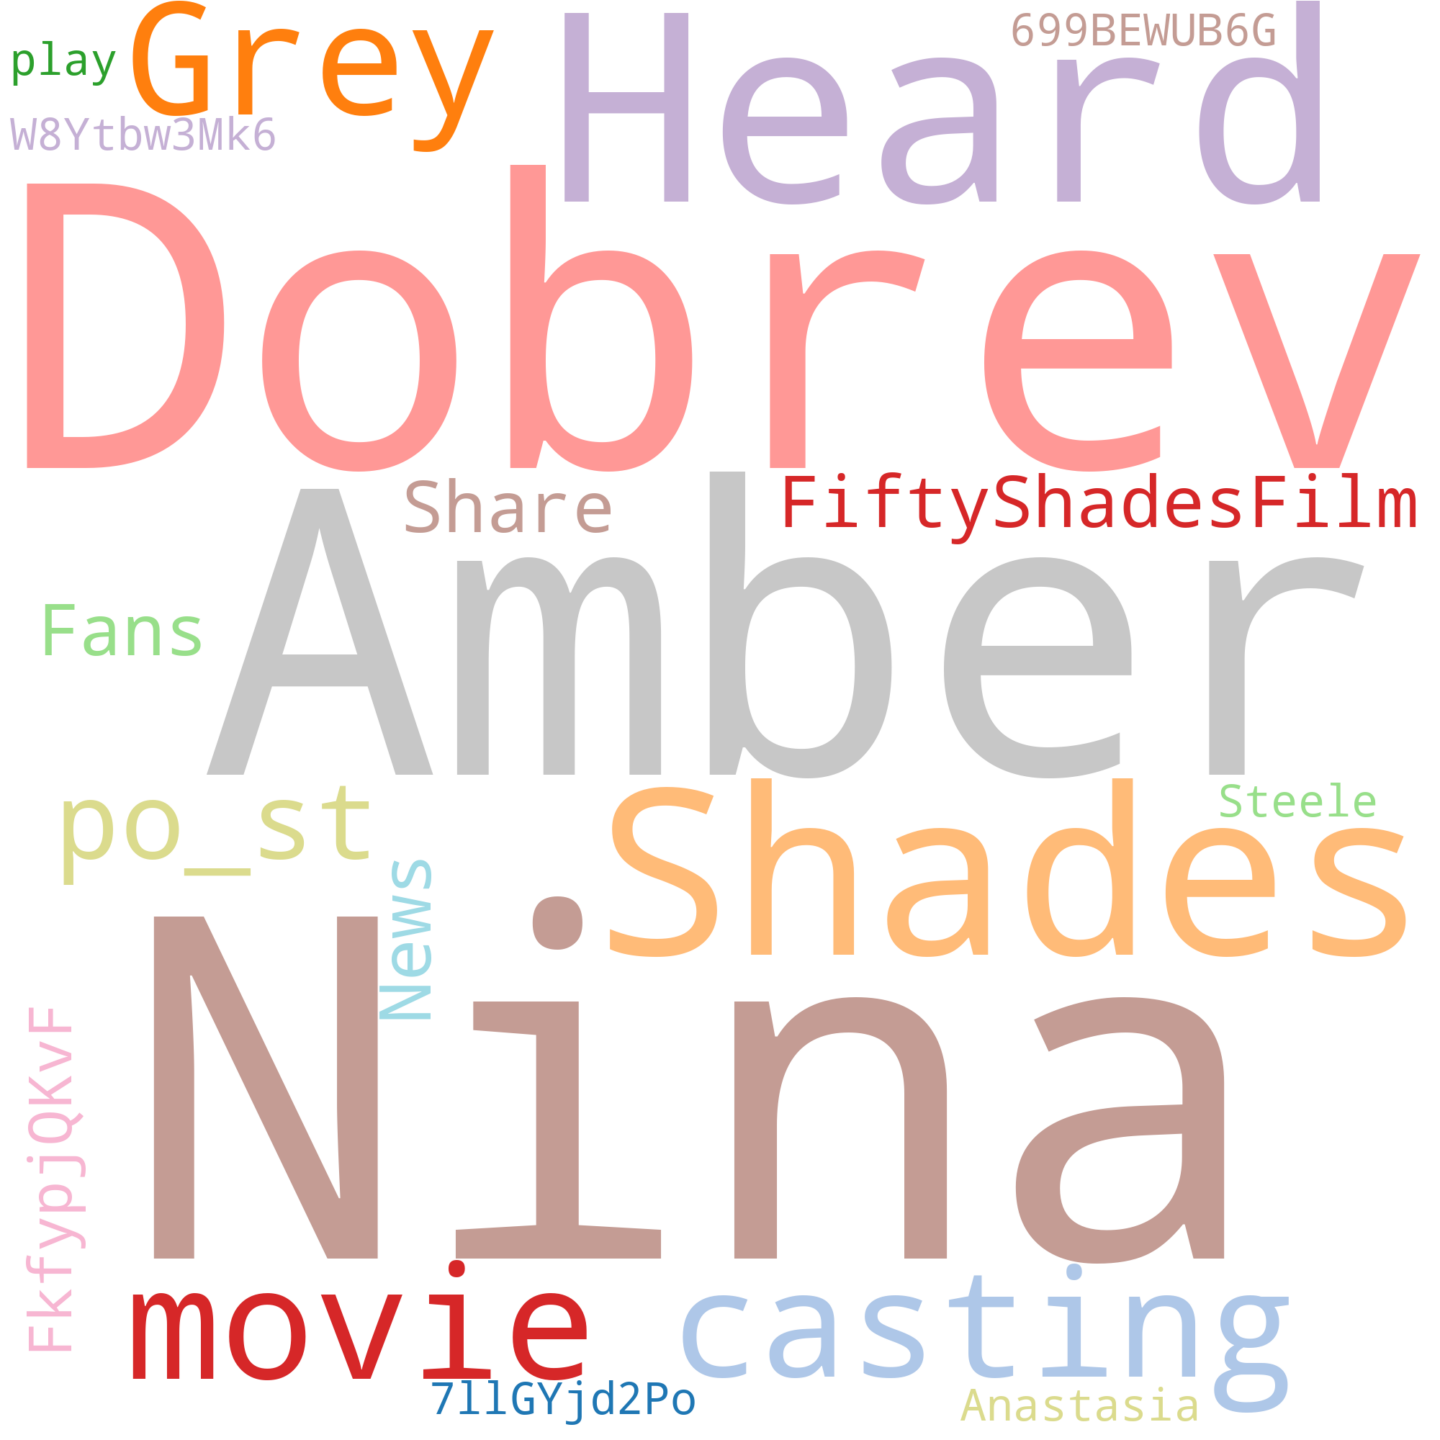 play
Grey
Heard
699BEWUB6G
W8Ytbw3Mk6
Dobrev
Share
FiftyShadesFilm
Amber
Fans
po_st
Shades
Steele
News
Nina
FkfypjQKvF
movie
casting
7llGYjd2Po
Anastasia